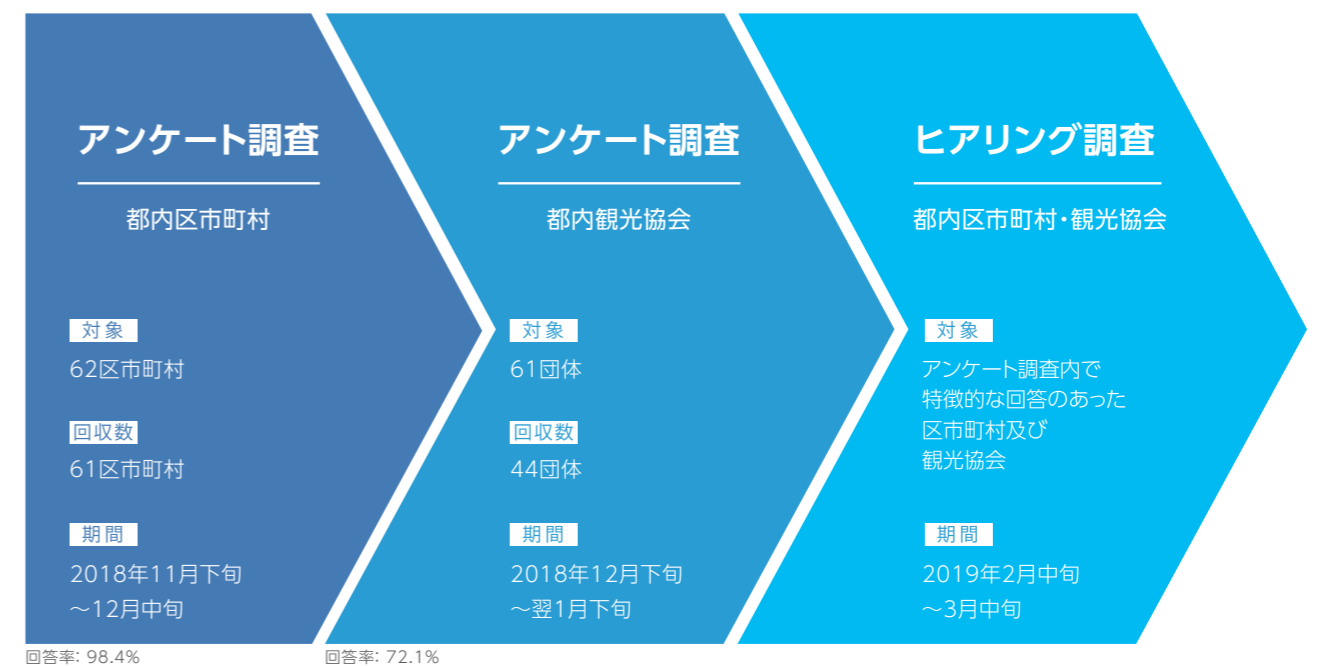 アンケート調査
都内区市町村
対象
62区市町村
回収数
61区市町村
期間
2018年11月下旬
～12月中旬
アンケート調査
都内観光協会
対象
61団体
回収数
44団体
期間
2018年12月下旬
～翌1月下旬
ヒアリング調査
都内区市町村・観光協会
対象
アンケート調査内で
特徴的な回答のあった
区市町村及び
観光協会
期間
2019年2月中旬
～3月中旬
回答率: 98.4%
回答率: 72.1%